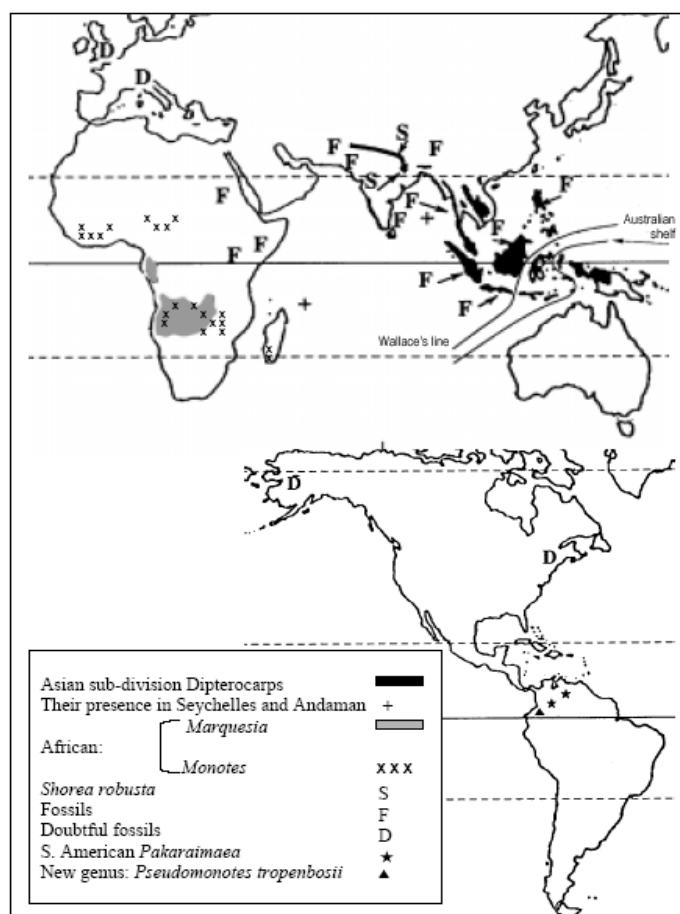 D
D
S
F
F
F
S
F
F
F
+
F
F
F
F
F
F
F
Australian
shelf
+
Wallace's line
D
D
Asian sub-division Dipterocarps
Their presence in Seychelles and Andaman +
African:
Marquesia
Monotes x x x
Shorea robusta S
Fossils F
Doubtful fossils D
S. American Pakaraimaea ★
New genus: Pseudomonotes tropenbosii ▲